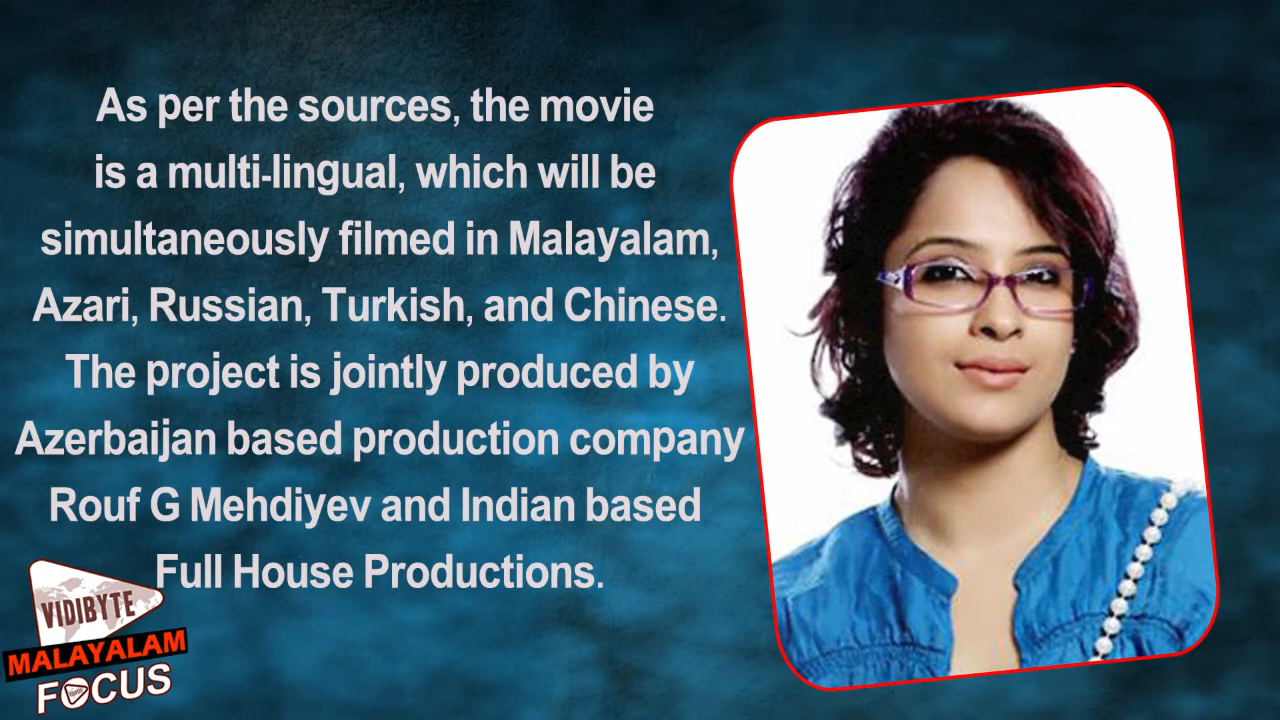 As per the sources, the movie
is a multi-lingual, which will be
simultaneously filmed in Malayalam,
Azari, Russian, Turkish, and Chinese.
The project is jointly produced by
Azerbaijan based production company
Rouf G Mehdiyev and Indian based
Full House Productions.
VIDIBYTE
MALAYALAM
FOCUS